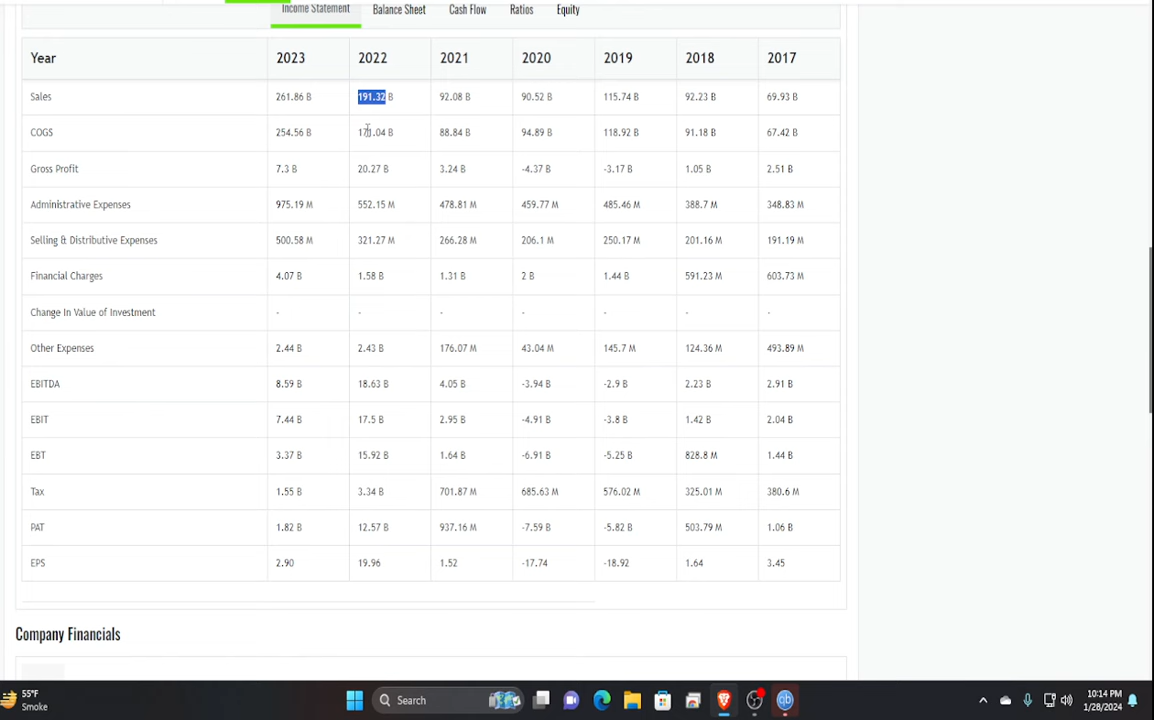 Income Statement Balance Sheet Cash Flow Ratios Equity
Year 2023 2022 2021 2020 2019 2018 2017
Sales 261.86 B 191.32 B 92.08 B 90.52 B 115.74 B 92.23 B 69.93 B
COGS 254.56 B 88.84 B 94.89 B 118.92 B 91.18 B 67.42 B
Gross Profit 7.3 B 20.27 B 3.24 B -4.37 B -3.17 B 1.05 B 2.51 B
Administrative Expenses 975.19 M 552.15 M 478.81 M 459.77 M 485.46 M 388.7 M 348.83 M
Selling & Distributive Expenses 500.58 M 321.27 M 266.28 M 206.1 M 250.17 M 201.16 M 191.19 M
Financial Charges 4.07 B 1.58 B 1.31 B 2 B 1.44 B 591.23 M 603.73 M
Change In Value of Investment - - - - - - -
Other Expenses 2.44 B 2.43 B 176.07 M 43.04 M 145.7 M 124.36 M 493.89 M
EBITDA 8.59 B 18.63 B 4.05 B -3.94 B -2.9 B 2.23 B 2.91 B
EBIT 7.44 B 17.5 B 2.95 B -4.91 B -3.8 B 1.42 B 2.04 B
EBT 3.37 B 15.92 B 1.64 B -6.91 B -5.25 B 828.8 M 1.44 B
Tax 1.55 B 3.34 B 701.87 M 685.63 M 576.02 M 325.01 M 380.6 M
PAT 1.82 B 12.57 B 937.16 M -7.59 B -5.82 B 503.79 M 1.06 B
EPS 2.90 19.96 1.52 -17.74 -18.92 1.64 3.45
Company Financials
55°F
Smoke
Search
10:14 PM
1/28/2024